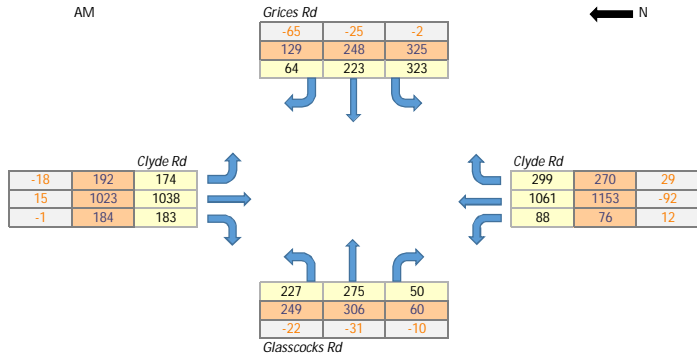 AM
N
Grices Rd
-65 -25 -2
129 248 325
64 223 323
Clyde Rd
-18 192 174
15 1023 1038
-1 184 183
Clyde Rd
299 270 29
1061 1153 -92
88 76 12
227 275 50
249 306 60
-22 -31 -10
Glasscocks Rd